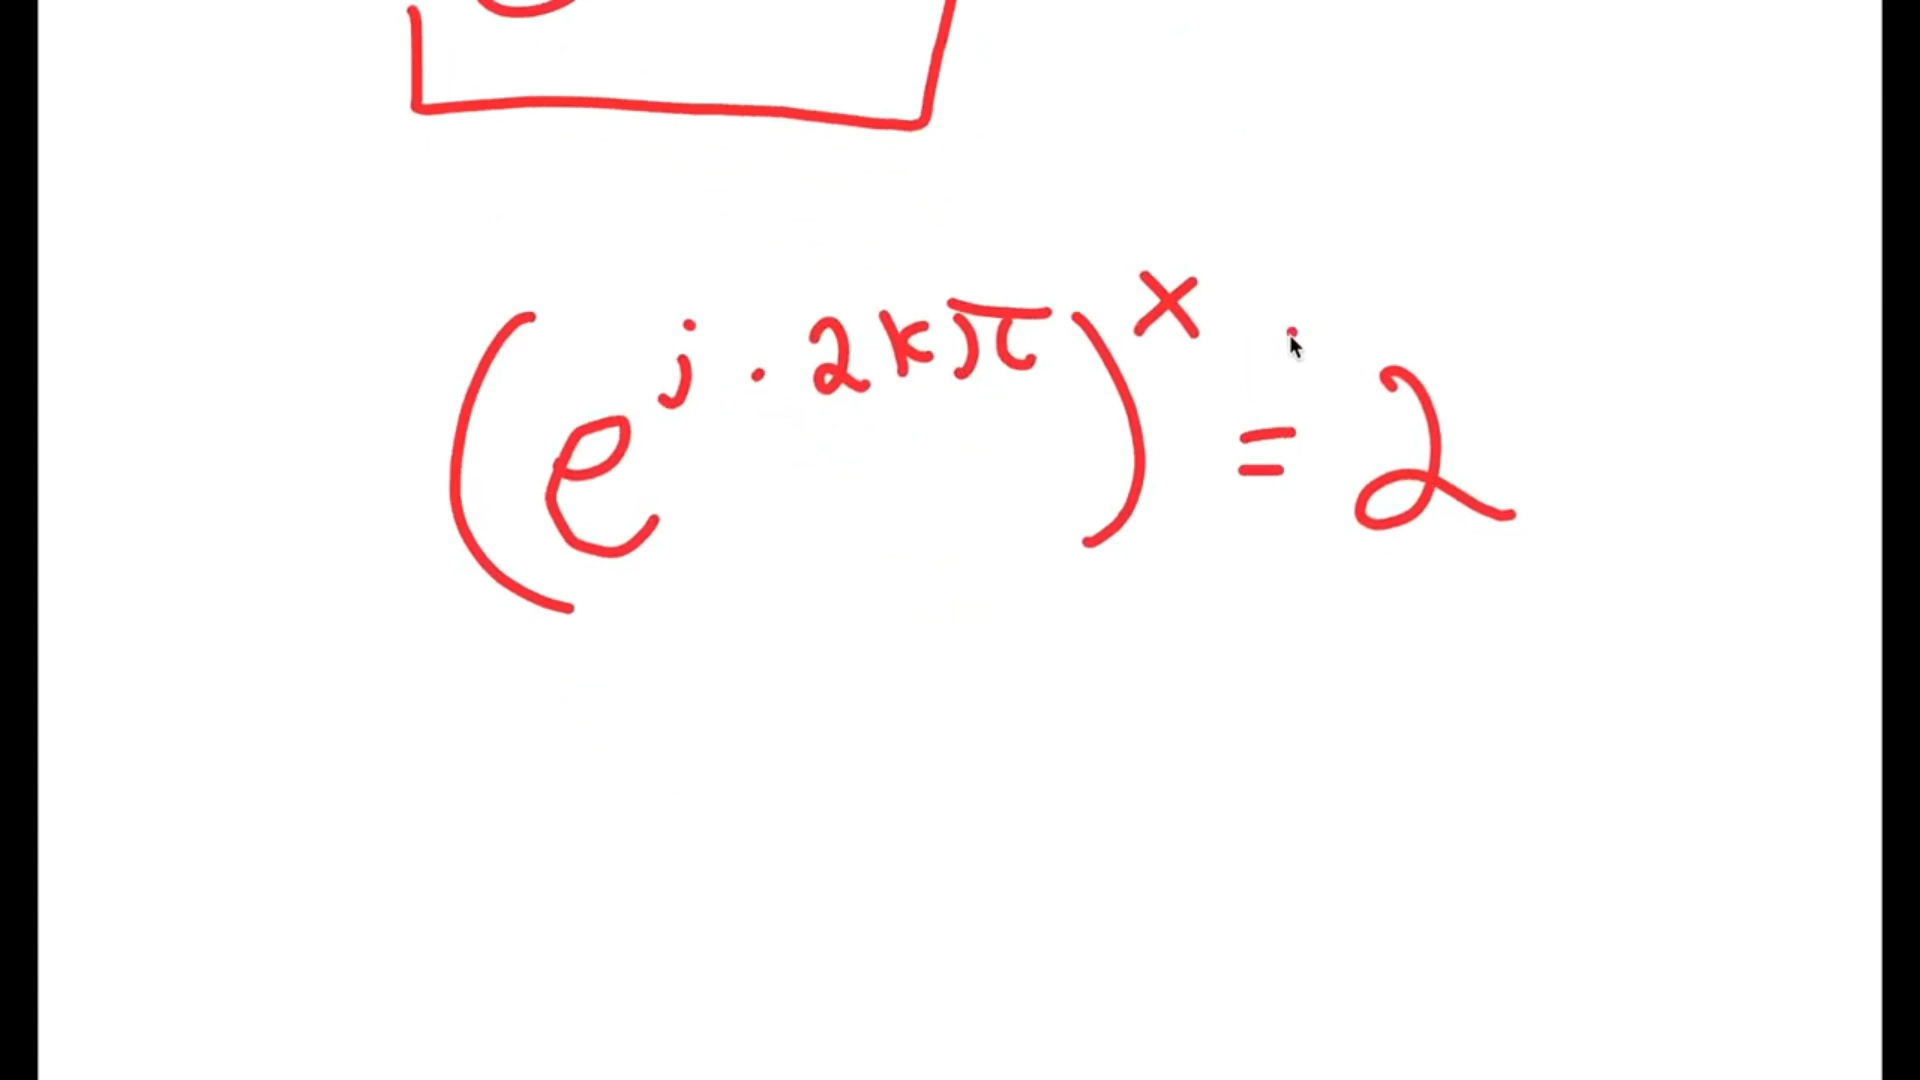 (e^{j · 2kπ})^x = 2